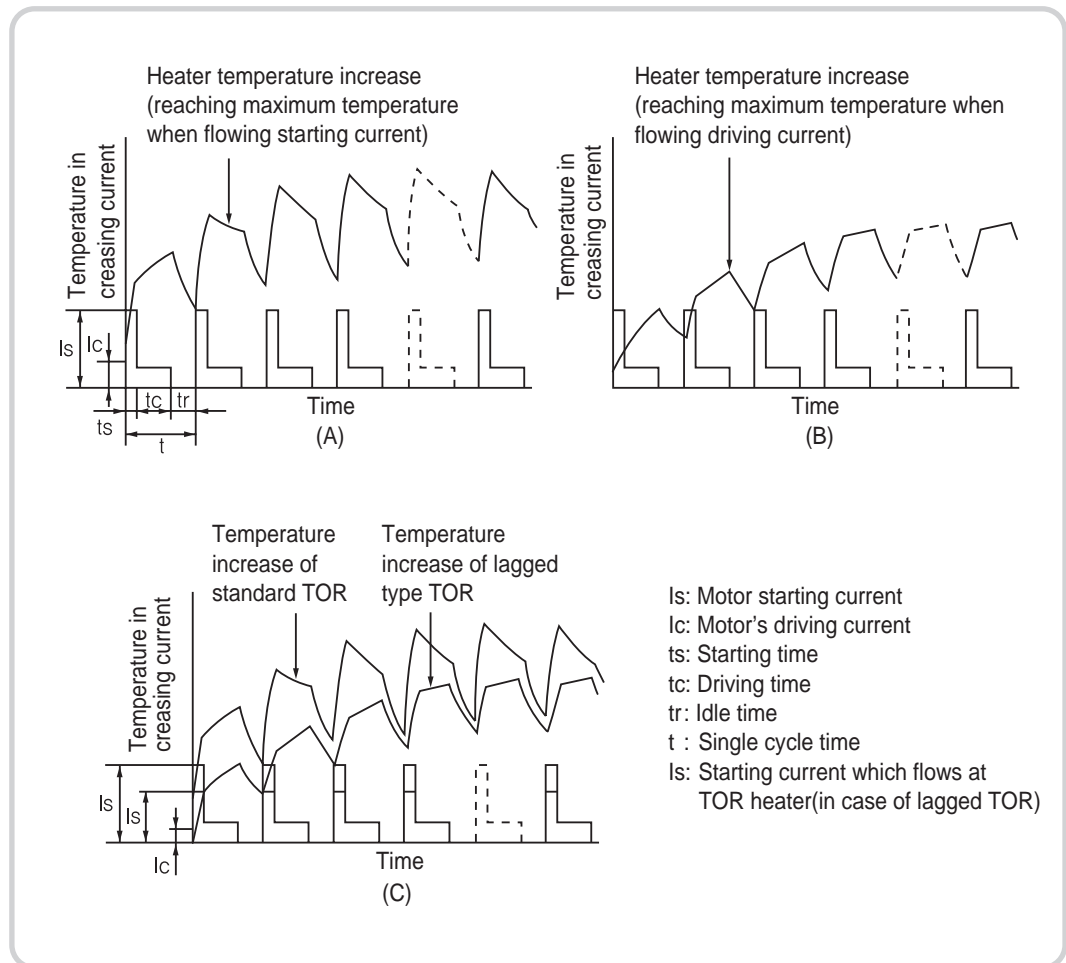 Heater temperature increase
(reaching maximum temperature
when flowing starting current)
Temperature in
creasing current
Is
Ic
ts
tc
tr
t
Time
(A)
Heater temperature increase
(reaching maximum temperature when
flowing driving current)
Temperature in
creasing current
Time
(B)
Temperature
increase of
standard TOR
Temperature
increase of lagged
type TOR
Temperature in
creasing current
Is
Is
Ic
Time
(C)
Is: Motor starting current
Ic: Motor's driving current
ts: Starting time
tc: Driving time
tr: Idle time
t : Single cycle time
Is: Starting current which flows at
TOR heater(in case of lagged TOR)